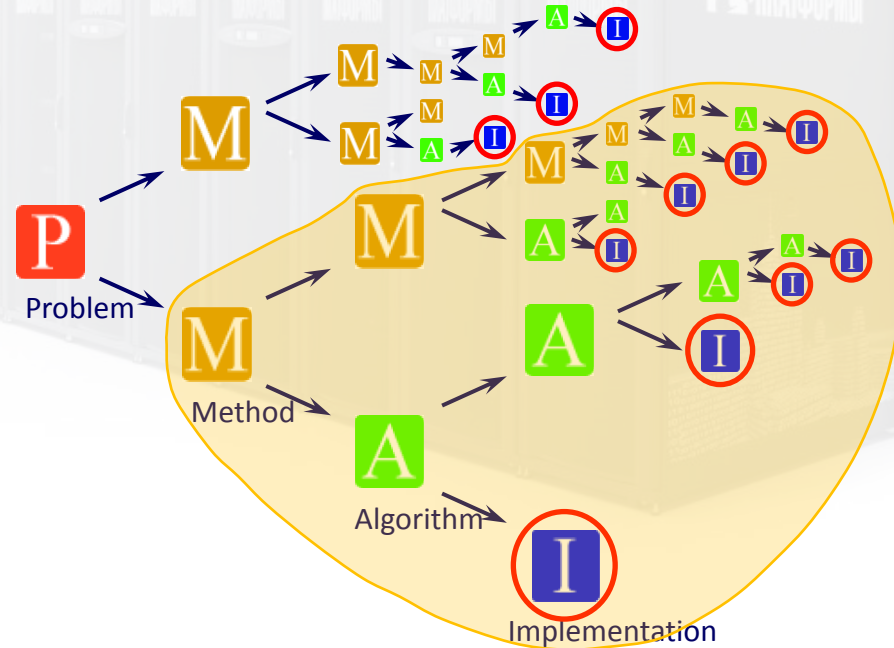 A I
M
M M A I
M M
M M A I
M A I
M A I
M A I
A
P M A I
A I
A I
Problem
M A I
Method
A
Algorithm
I
Implementation